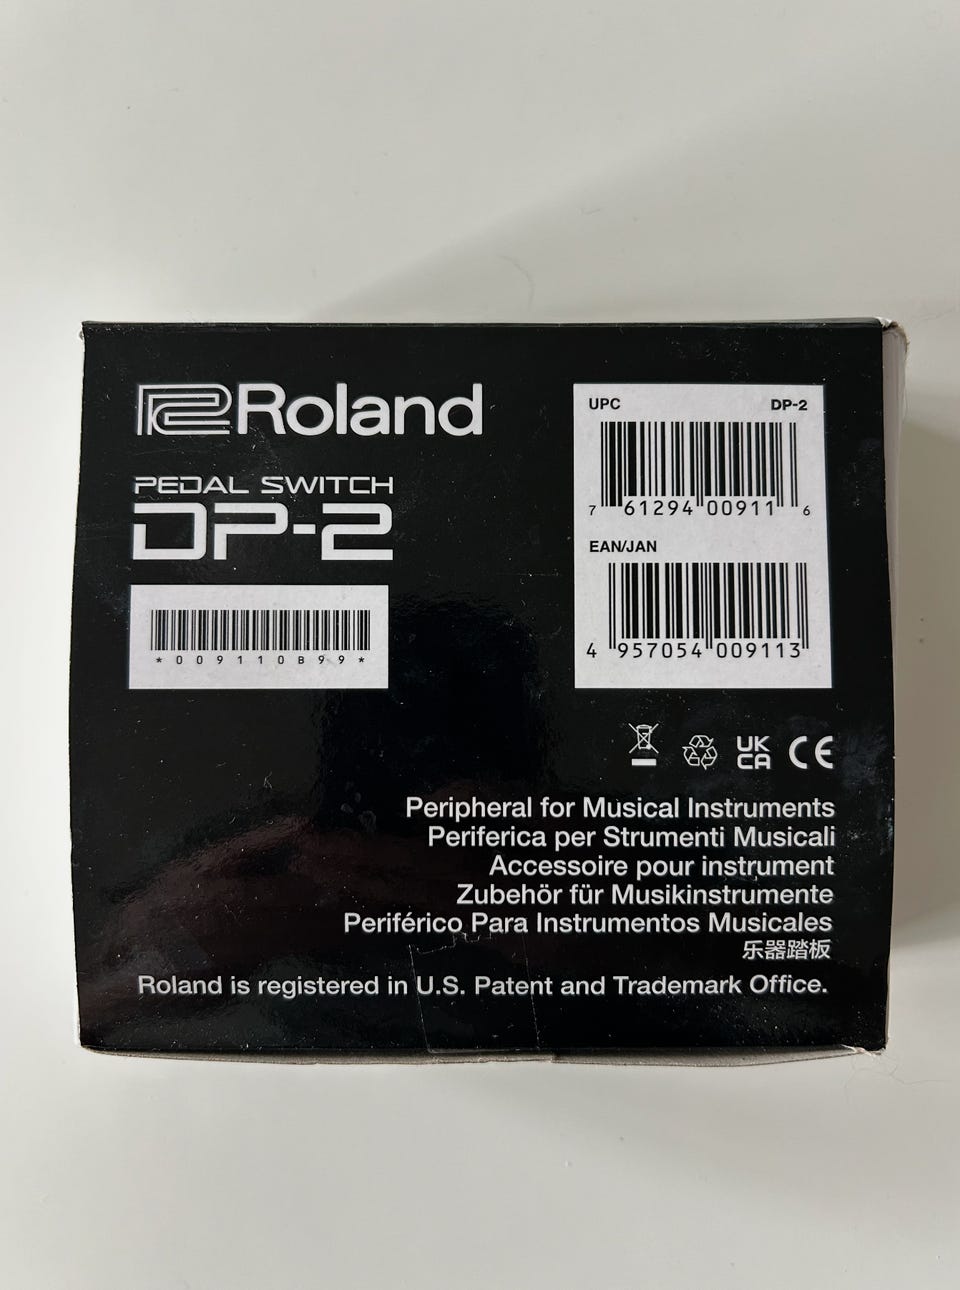 Roland
PEDAL SWITCH
DP-2
*009110B99*
UPC DP-2
7 61294 00911 6
EAN/JAN
4 957054 009113
UK
CA CE
Peripheral for Musical Instruments
Periferica per Strumenti Musicali
Accessoire pour instrument
Zubehör für Musikinstrumente
Periférico Para Instrumentos Musicales
乐器踏板
Roland is registered in U.S. Patent and Trademark Office.